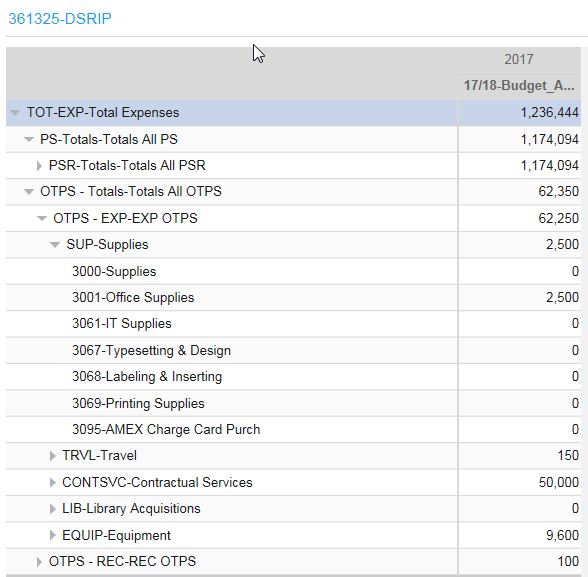 361325-DSRIP
2017
17/18-Budget_A...
TOT-EXP-Total Expenses 1,236,444
PS-Totals-Totals All PS 1,174,094
PSR-Totals-Totals All PSR 1,174,094
OTPS - Totals-Totals All OTPS 62,350
OTPS - EXP-EXP OTPS 62,250
SUP-Supplies 2,500
3000-Supplies 0
3001-Office Supplies 2,500
3061-IT Supplies 0
3067-Typesetting & Design 0
3068-Labeling & Inserting 0
3069-Printing Supplies 0
3095-AMEX Charge Card Purch 0
TRVL-Travel 150
CONTSVC-Contractual Services 50,000
LIB-Library Acquisitions 0
EQUIP-Equipment 9,600
OTPS - REC-REC OTPS 100